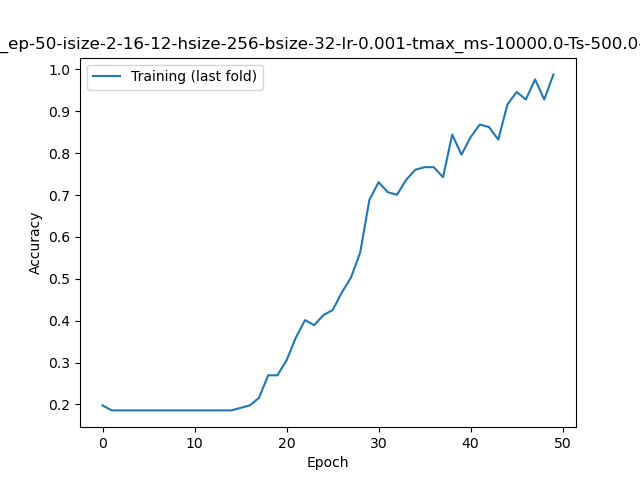 _ep-50-isize-2-16-12-hsize-256-bsize-32-lr-0.001-tmax_ms-10000.0-Ts-500.0-
Training (last fold)
1.0
0.9
0.8
0.7
0.6
0.5
0.4
0.3
0.2
Accuracy
0 10 20 30 40 50
Epoch